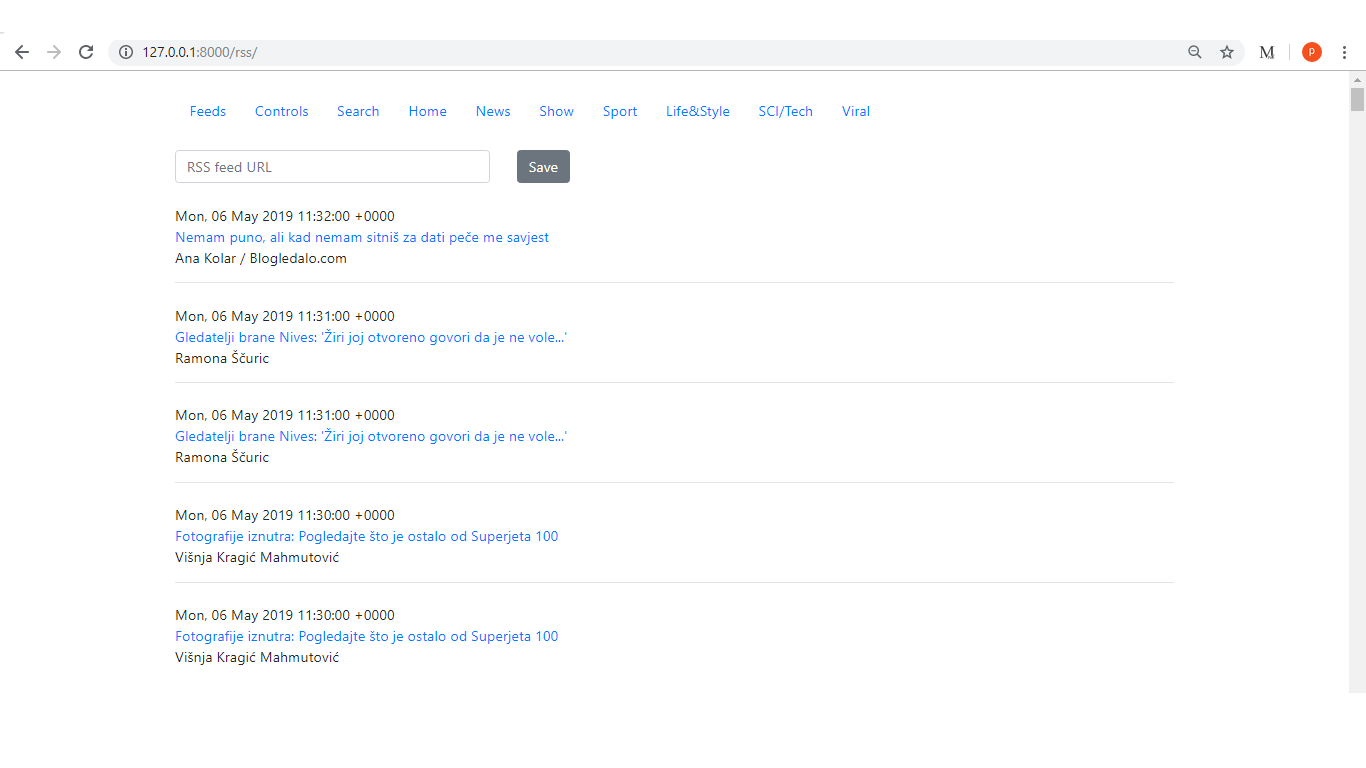 127.0.0.1:8000/rss/
M
P
Feeds Controls Search Home News Show Sport Life&Style SCI/Tech Viral
RSS feed URL Save
Mon, 06 May 2019 11:32:00 +0000
Nemam puno, ali kad nemam sitniš za dati peče me savjest
Ana Kolar / Blogledalo.com
Mon, 06 May 2019 11:31:00 +0000
Gledatelji brane Nives: 'Žiri joj otvoreno govori da je ne vole...'
Ramona Ščuric
Mon, 06 May 2019 11:31:00 +0000
Gledatelji brane Nives: 'Žiri joj otvoreno govori da je ne vole...'
Ramona Ščuric
Mon, 06 May 2019 11:30:00 +0000
Fotografije iznutra: Pogledajte što je ostalo od Superjeta 100
Višnja Kragić Mahmutović
Mon, 06 May 2019 11:30:00 +0000
Fotografije iznutra: Pogledajte što je ostalo od Superjeta 100
Višnja Kragić Mahmutović